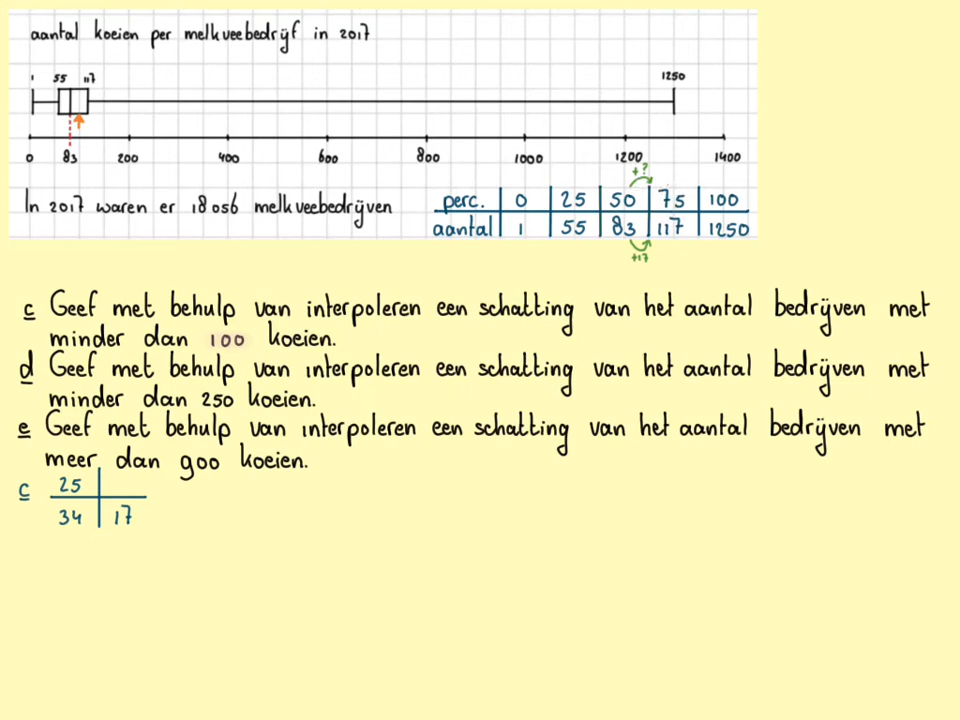 aantal koeien per melkveebedrijf in 2017
1 55 117 1250
0 83 200 400 600 800 1000 1200 1400
+?
In 2017 waren er 18056 melkveebedrijven
perc. 0 25 50 75 100
aantal 1 55 83 117 1250
+17
c Geef met behulp van interpoleren een schatting van het aantal bedrijven met
minder dan 100 koeien.
d Geef met behulp van interpoleren een schatting van het aantal bedrijven met
minder dan 250 koeien.
e Geef met behulp van interpoleren een schatting van het aantal bedrijven met
meer dan 900 koeien.
c 25
34 17